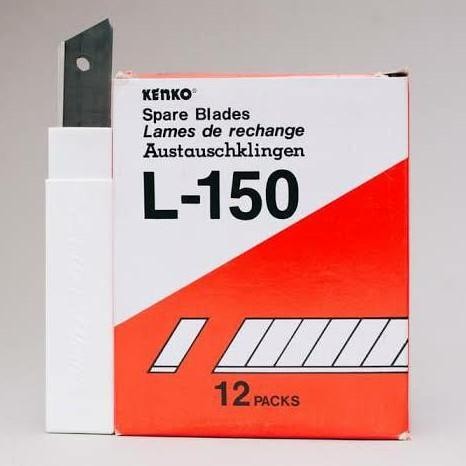 KENKO®
Spare Blades
Lames de rechange
Austauschklingen
L-150
12 PACKS